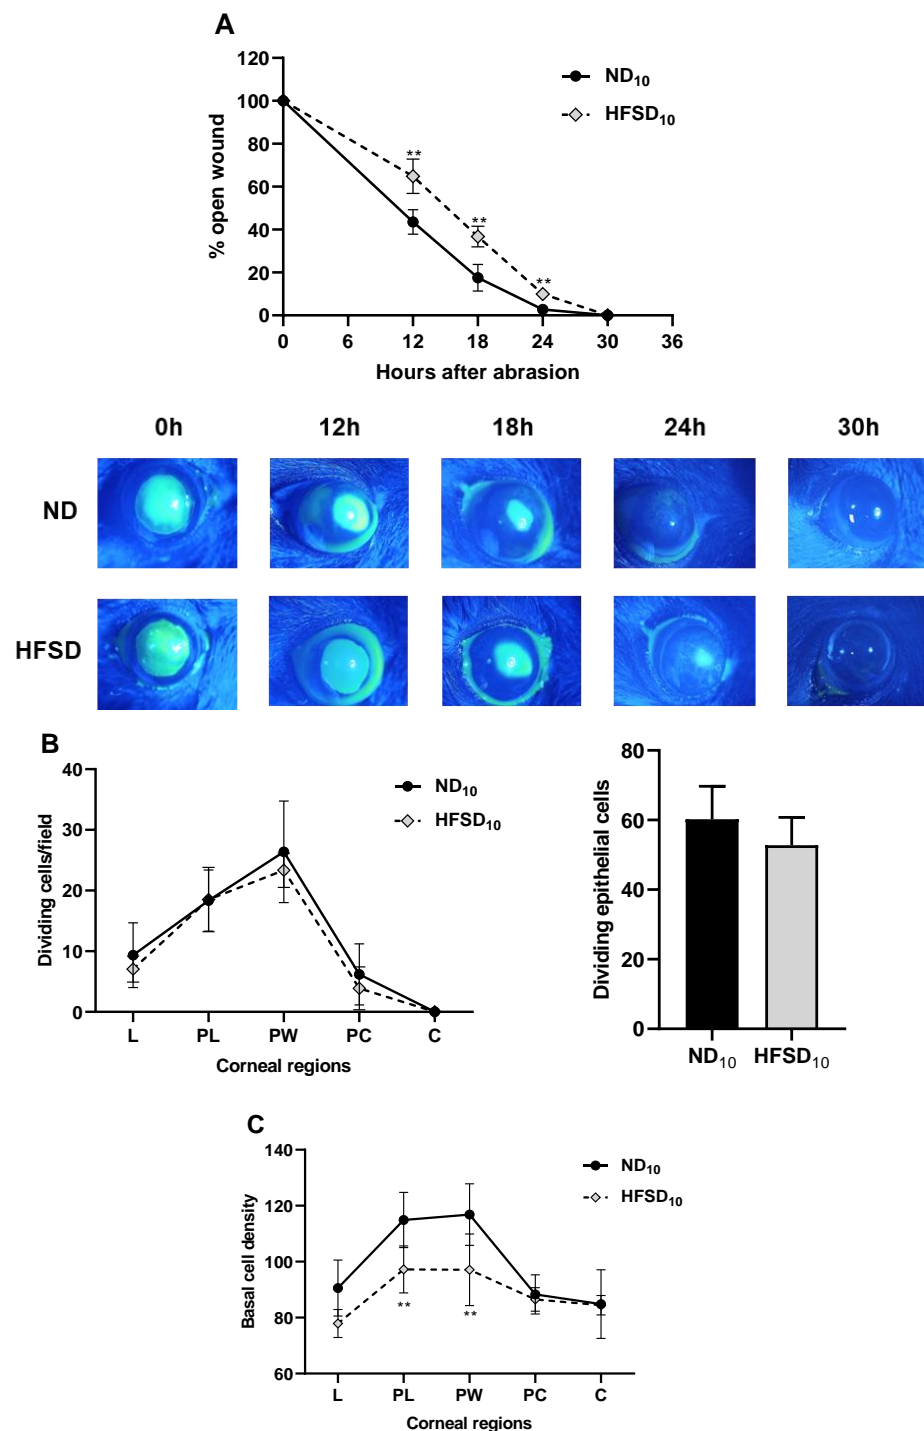 A
120
100
80
60
40
20
0
% open wound
ND10
HFSD10
**
**
**
0 6 12 18 24 30 36
Hours after abrasion
0h 12h 18h 24h 30h
ND
HFSD
B
40
30
20
10
0
Dividing cells/field
ND10
HFSD10
L PL PW PC C
Corneal regions
80
60
40
20
0
Dividing epithelial cells
ND10 HFSD10
C
140
120
100
80
60
Basal cell density
ND10
HFSD10
** **
L PL PW PC C
Corneal regions